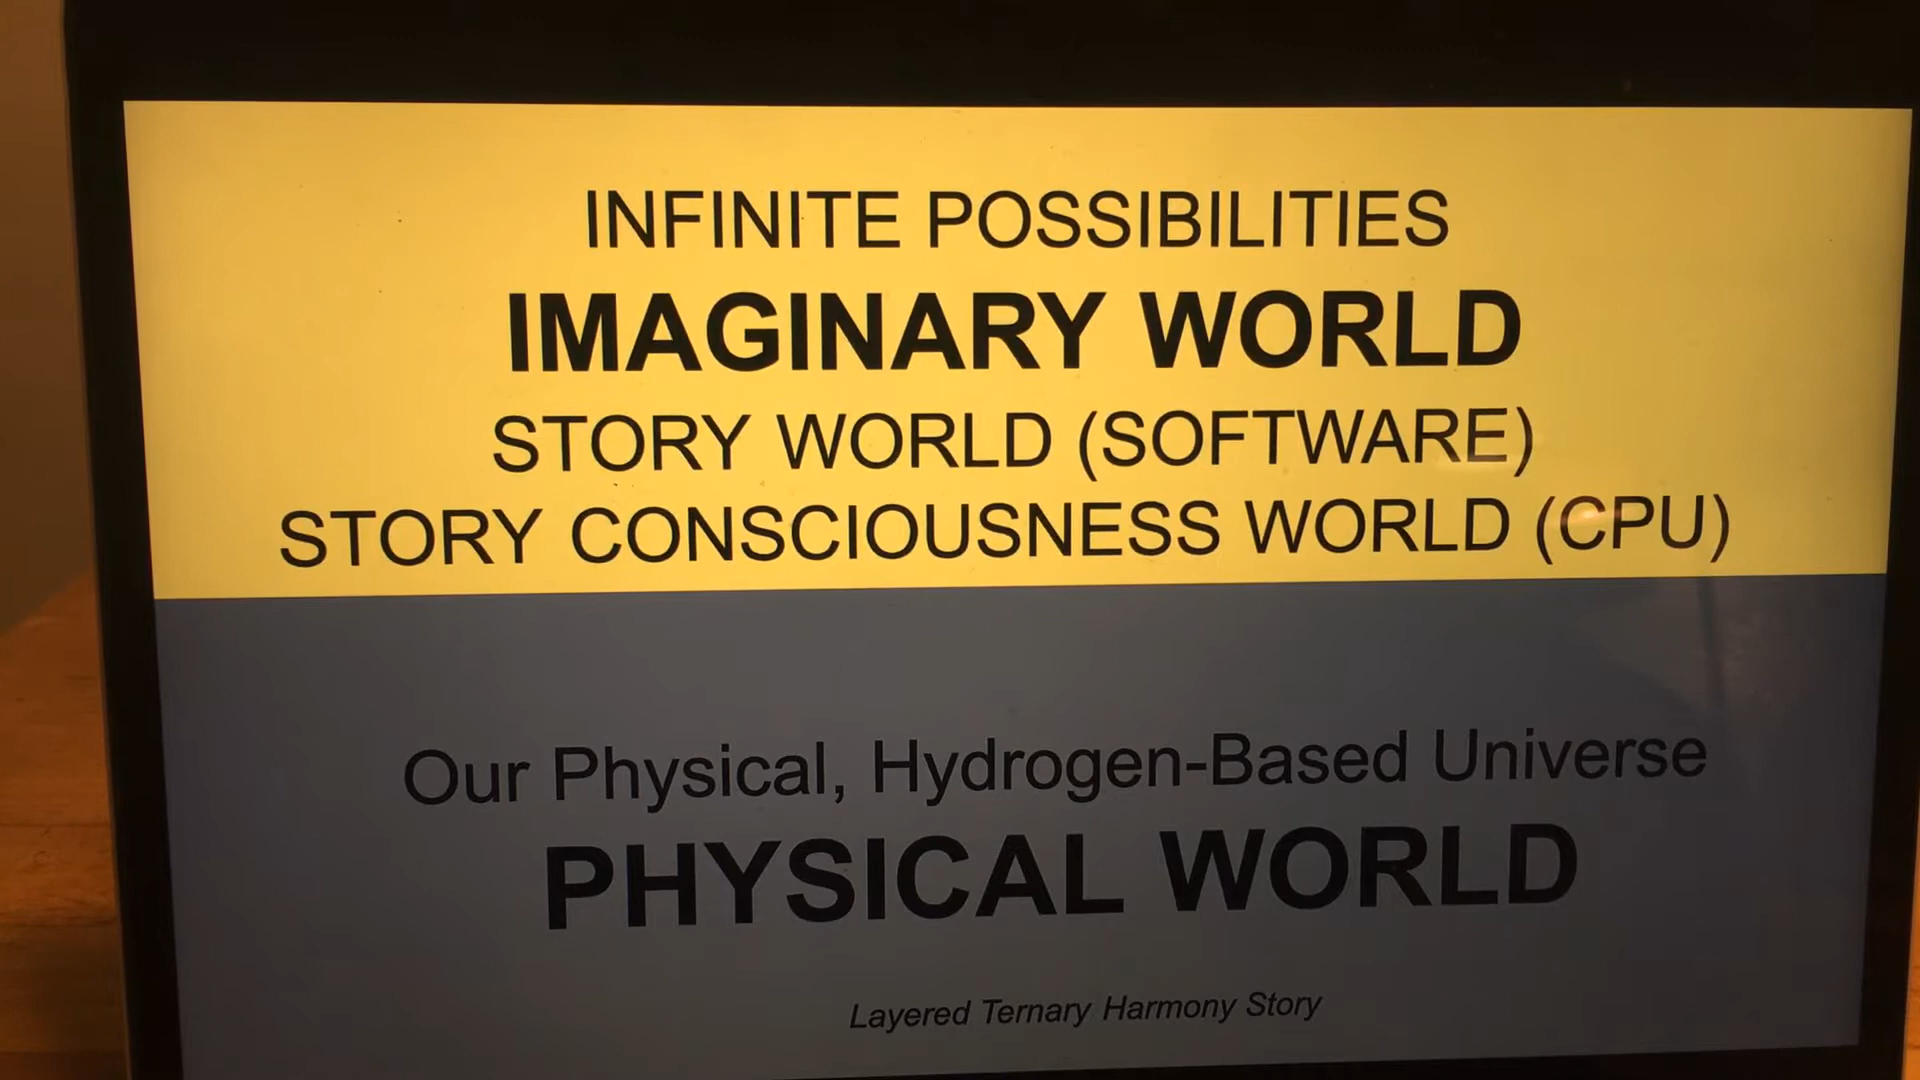 INFINITE POSSIBILITIES
IMAGINARY WORLD
STORY WORLD (SOFTWARE)
STORY CONSCIOUSNESS WORLD (CPU)
Our Physical, Hydrogen-Based Universe
PHYSICAL WORLD
Layered Ternary Harmony Story